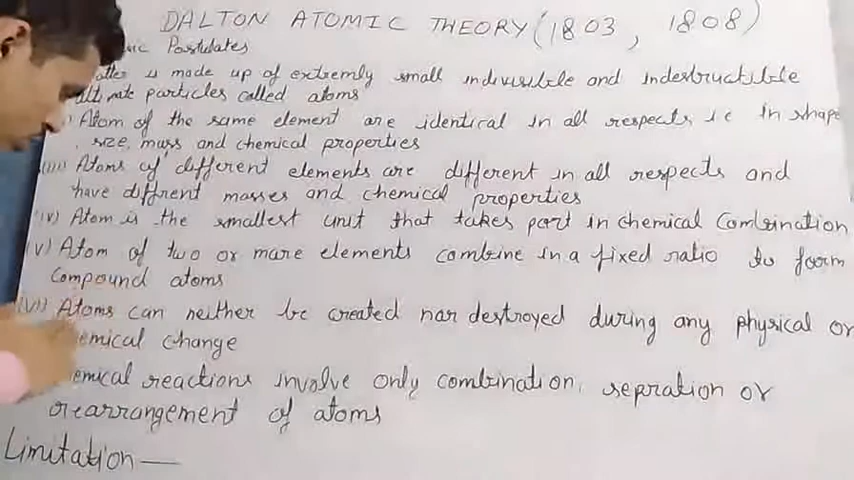 DALTON ATOMIC THEORY (1803, 1808)
Postulates
is made up of extremly small indivisible and indestructible
particles called atoms
Atom of the same element are identical in all respects, i.e in shape
, size, mass and chemical properties
(iii) Atoms of different elements are different in all respects and
have diffrent masses and chemical properties
(iv) Atom is the smallest unit that takes part in chemical Combination
(v) Atom of two or more elements combine in a fixed ratio to form
Compound atoms
(vi) Atoms can neither be created nor destroyed during any physical or
chemical change
reactions involve only combination, sepration or
rearrangement of atoms
Limitation —